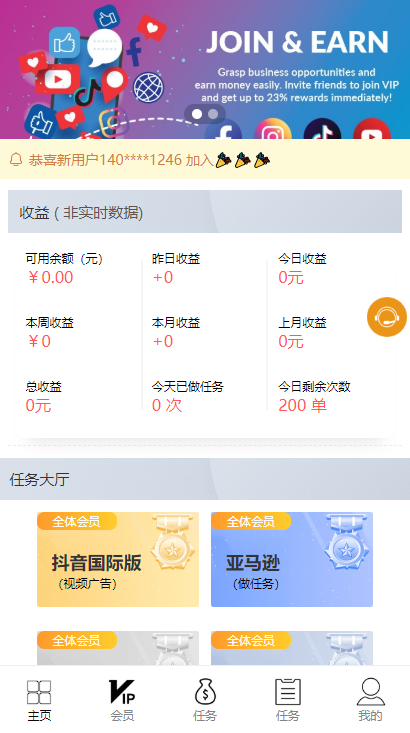 JOIN & EARN
Grasp business opportunities and
earn money easily. Invite friends to join VIP
and get up to 23% rewards immediately!
恭喜新用户140****1246 加入
收益 ( 非实时数据)
可用余额（元） 昨日收益 今日收益
￥0.00 +0 0元
本周收益 本月收益 上月收益
￥0 +0 0元
总收益 今天已做任务 今日剩余次数
0元 0 次 200 单
任务大厅
全体会员 全体会员
抖音国际版 亚马逊
（视频广告） （做任务）
全体会员 全体会员
VIP
主页 会员 任务 任务 我的